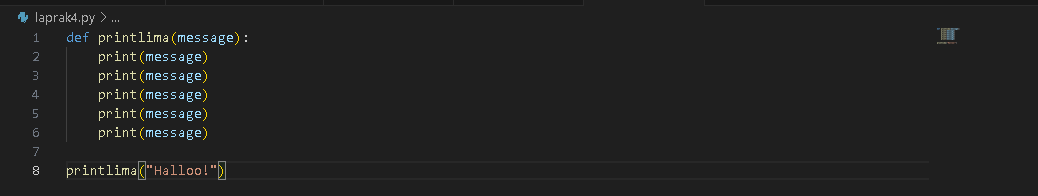 laprak4.py > ...
1 def printlima(message):
2     print(message)
3     print(message)
4     print(message)
5     print(message)
6     print(message)
7
8 printlima("Halloo!")